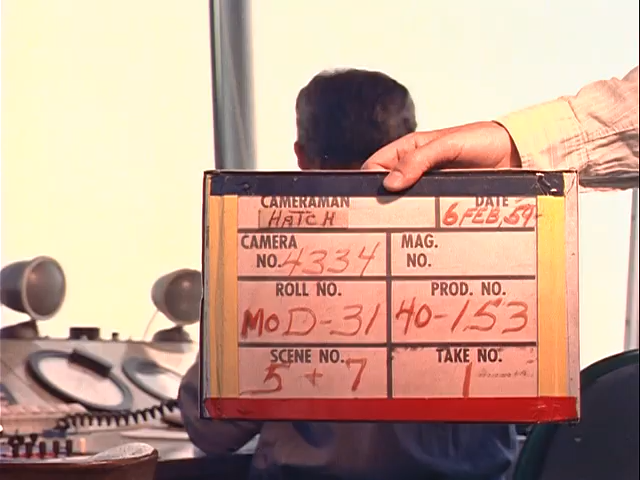 CAMERAMAN DATE
HATCH 6 FEB, 59
CAMERA NO. 4334 MAG. NO.
ROLL NO. PROD. NO.
MOD-31 40-153
SCENE NO. TAKE NO.
5 + 7 1